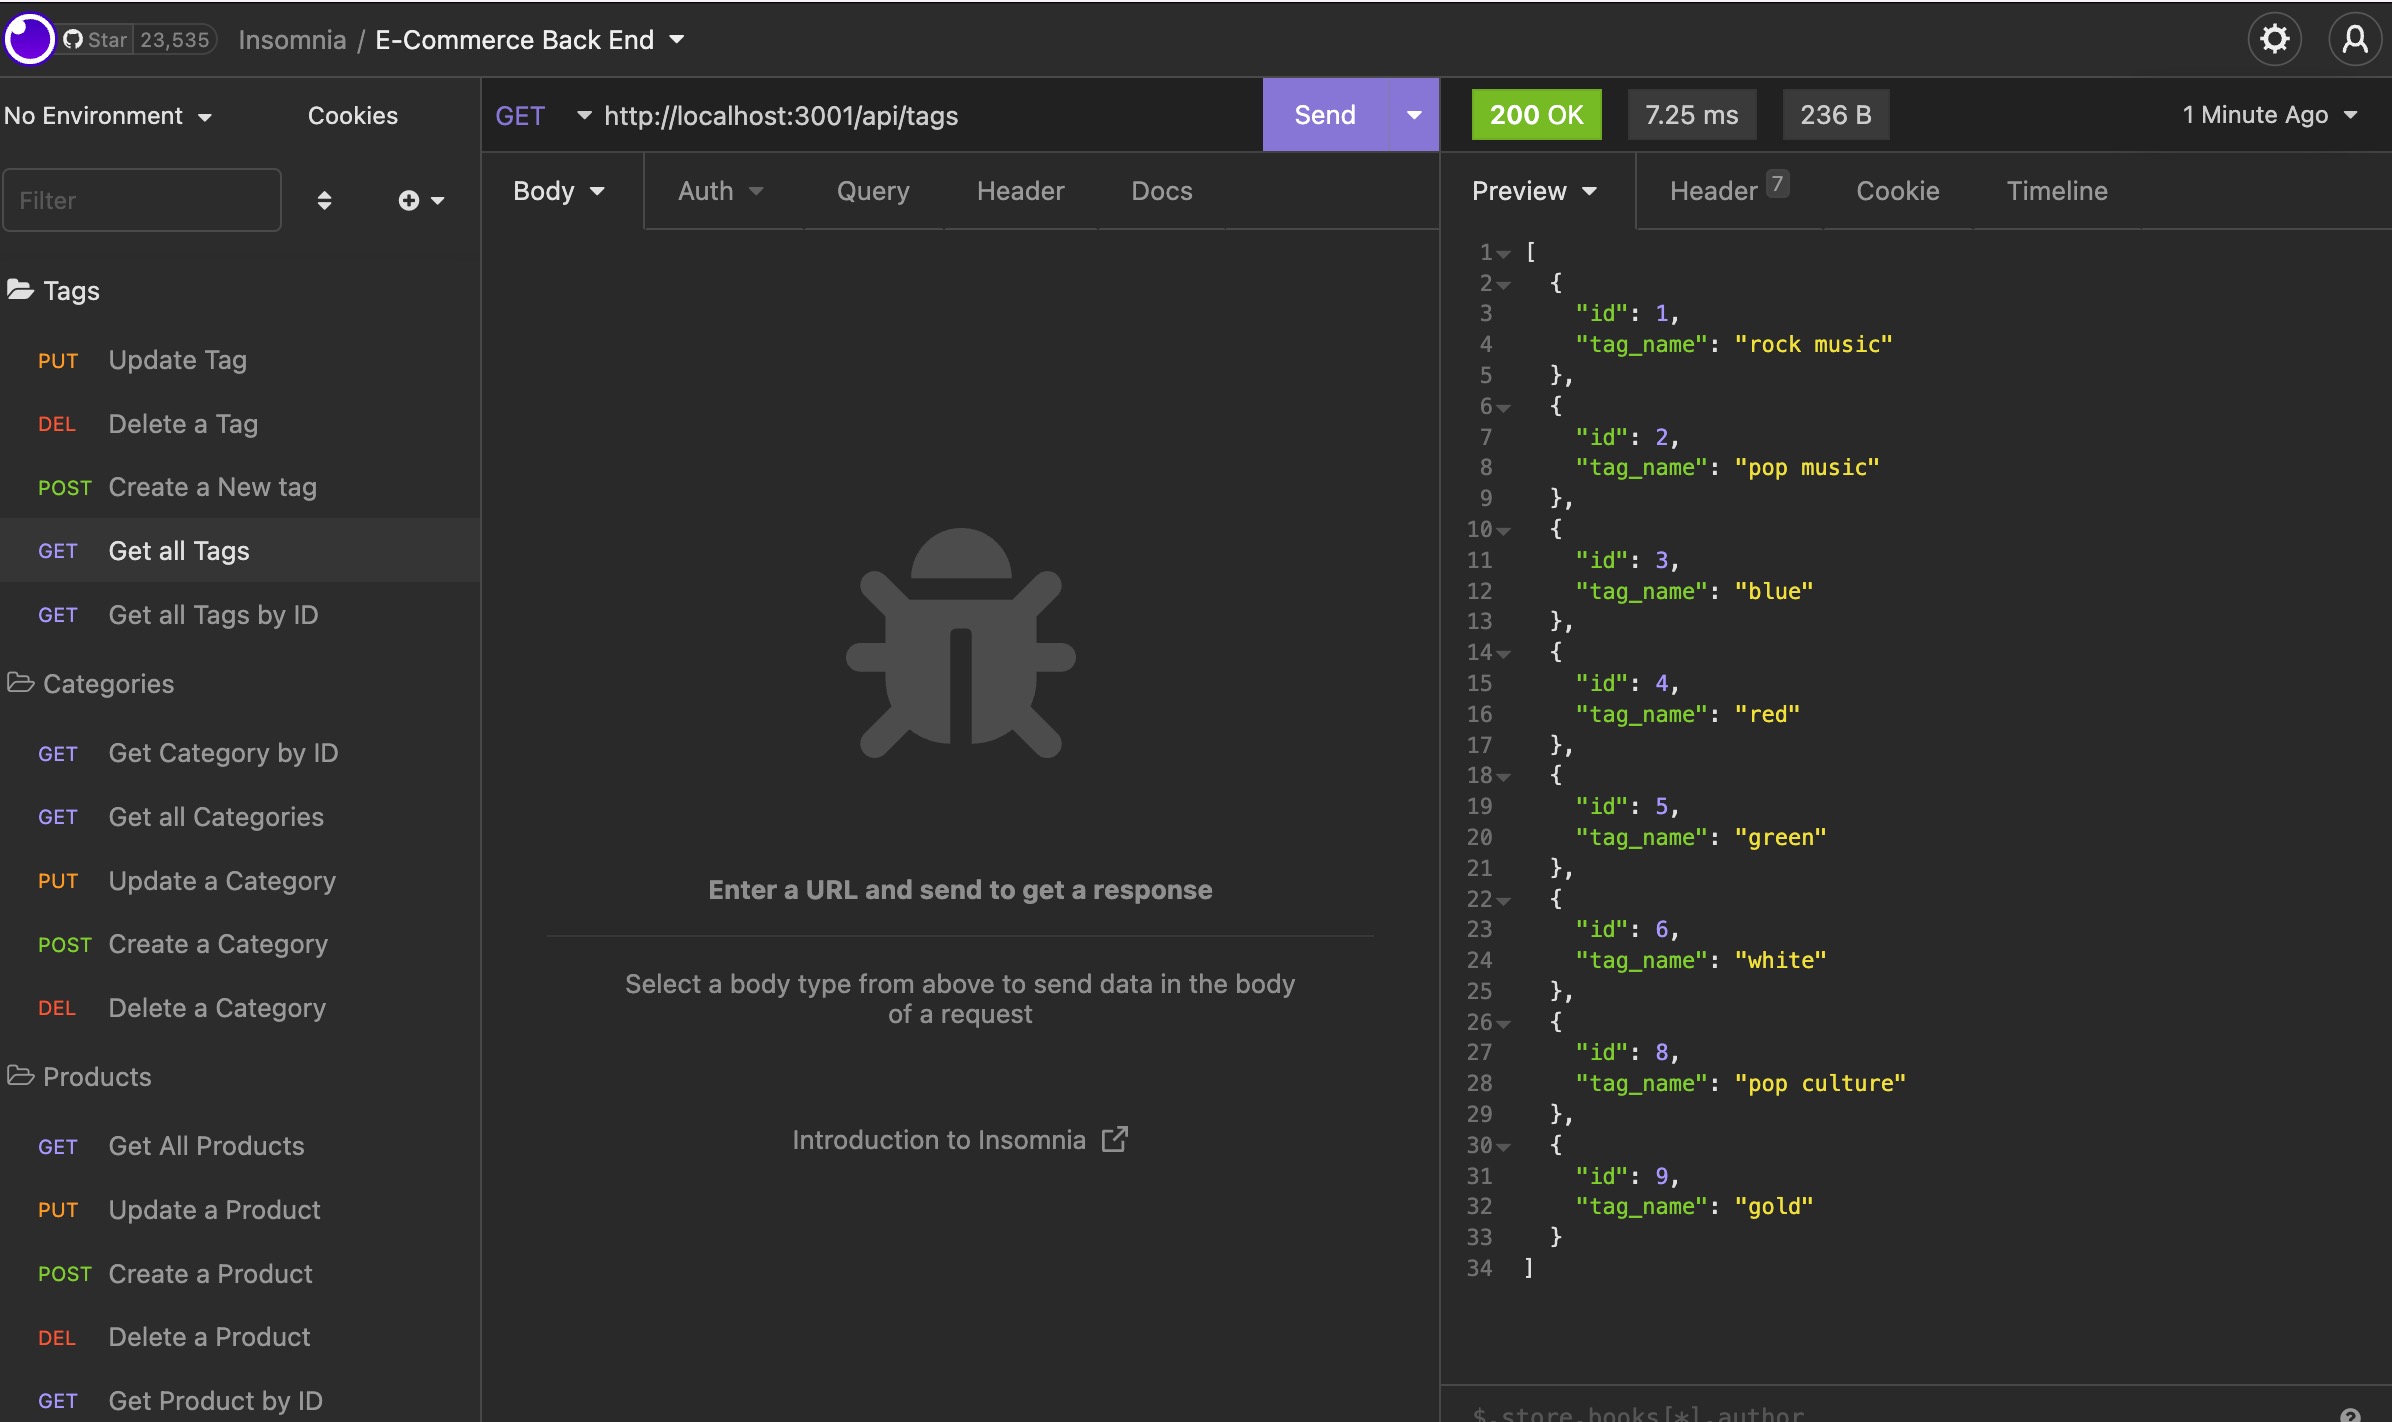 Star 23,535 Insomnia / E-Commerce Back End
No Environment Cookies
Filter
Tags
PUT Update Tag
DEL Delete a Tag
POST Create a New tag
GET Get all Tags
GET Get all Tags by ID
Categories
GET Get Category by ID
GET Get all Categories
PUT Update a Category
POST Create a Category
DEL Delete a Category
Products
GET Get All Products
PUT Update a Product
POST Create a Product
DEL Delete a Product
GET Get Product by ID
GET http://localhost:3001/api/tags Send
Body Auth Query Header Docs
Enter a URL and send to get a response
Select a body type from above to send data in the body
of a request
Introduction to Insomnia
200 OK 7.25 ms 236 B 1 Minute Ago
Preview Header 7 Cookie Timeline
1 [
2 {
3 "id": 1,
4 "tag_name": "rock music"
5 },
6 {
7 "id": 2,
8 "tag_name": "pop music"
9 },
10 {
11 "id": 3,
12 "tag_name": "blue"
13 },
14 {
15 "id": 4,
16 "tag_name": "red"
17 },
18 {
19 "id": 5,
20 "tag_name": "green"
21 },
22 {
23 "id": 6,
24 "tag_name": "white"
25 },
26 {
27 "id": 8,
28 "tag_name": "pop culture"
29 },
30 {
31 "id": 9,
32 "tag_name": "gold"
33 }
34 ]
$.store.books[*].author